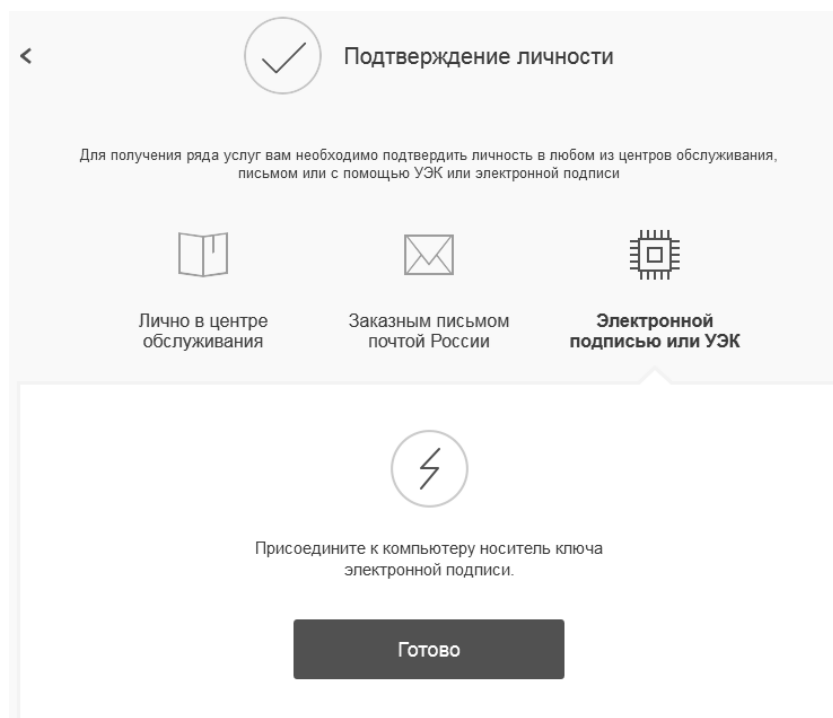 Подтверждение личности
Для получения ряда услуг вам необходимо подтвердить личность в любом из центров обслуживания,
письмом или с помощью УЭК или электронной подписи
Лично в центре
обслуживания
Заказным письмом
почтой России
Электронной
подписью или УЭК
Присоедините к компьютеру носитель ключа
электронной подписи.
Готово